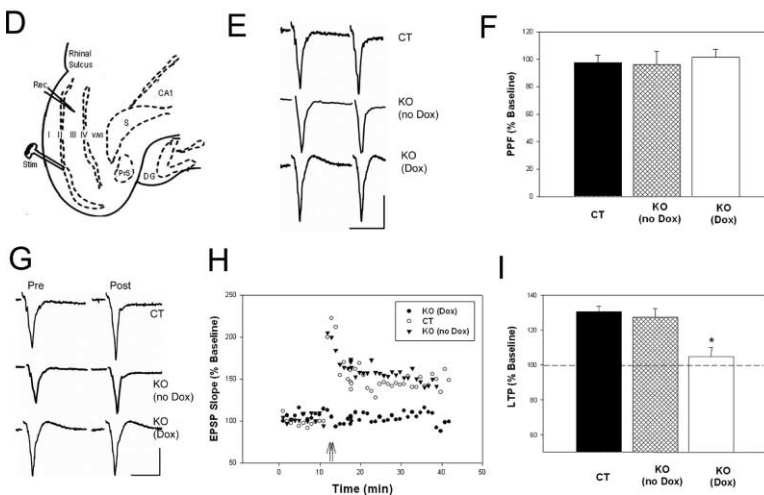 D
Rhinal
Sulcus
Rec
CA1
I II III IV V/VI S
Stim
PrS
DG
E
CT
KO
(no Dox)
KO
(Dox)
F
PPF (% Baseline)
120
100
80
60
40
20
0
CT
KO
(no Dox)
KO
(Dox)
G
Pre Post
CT
KO
(no Dox)
KO
(Dox)
H
EPSP Slope (% Baseline)
250
200
150
100
50
KO (Dox)
CT
KO (no Dox)
0 10 20 30 40 50
Time (min)
I
LTP (% Baseline)
140
120
100
80
60
*
CT
KO
(no Dox)
KO
(Dox)